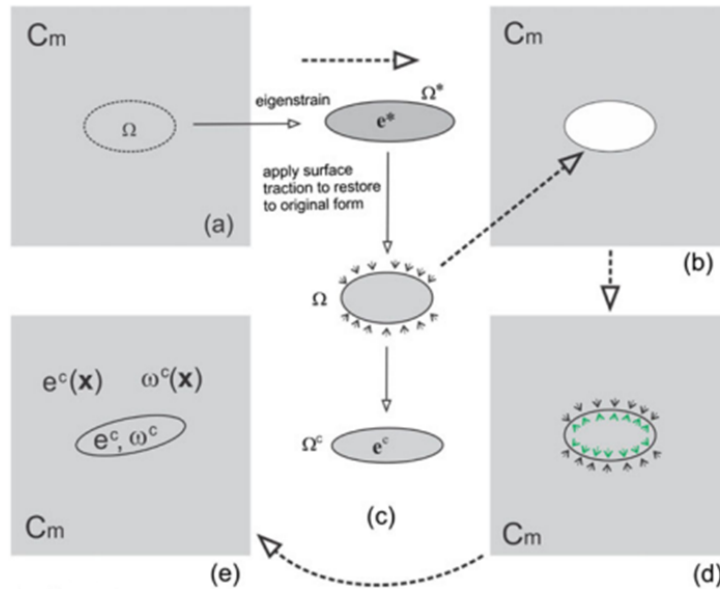 Cm
Ω
(a)
eigenstrain
Ω*
e*
apply surface
traction to restore
to original form
Ω
Ωᶜ
eᶜ
(c)
Cm
(b)
eᶜ(x) ωᶜ(x)
eᶜ, ωᶜ
Cm
(e)
Cm
(d)